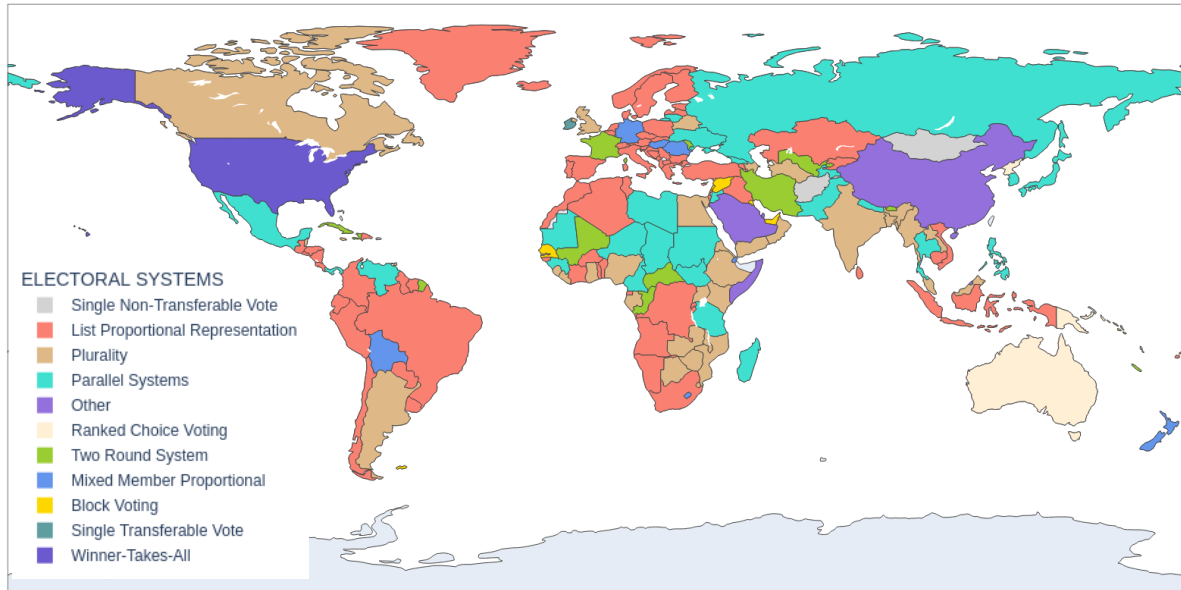 ELECTORAL SYSTEMS
Single Non-Transferable Vote
List Proportional Representation
Plurality
Parallel Systems
Other
Ranked Choice Voting
Two Round System
Mixed Member Proportional
Block Voting
Single Transferable Vote
Winner-Takes-All